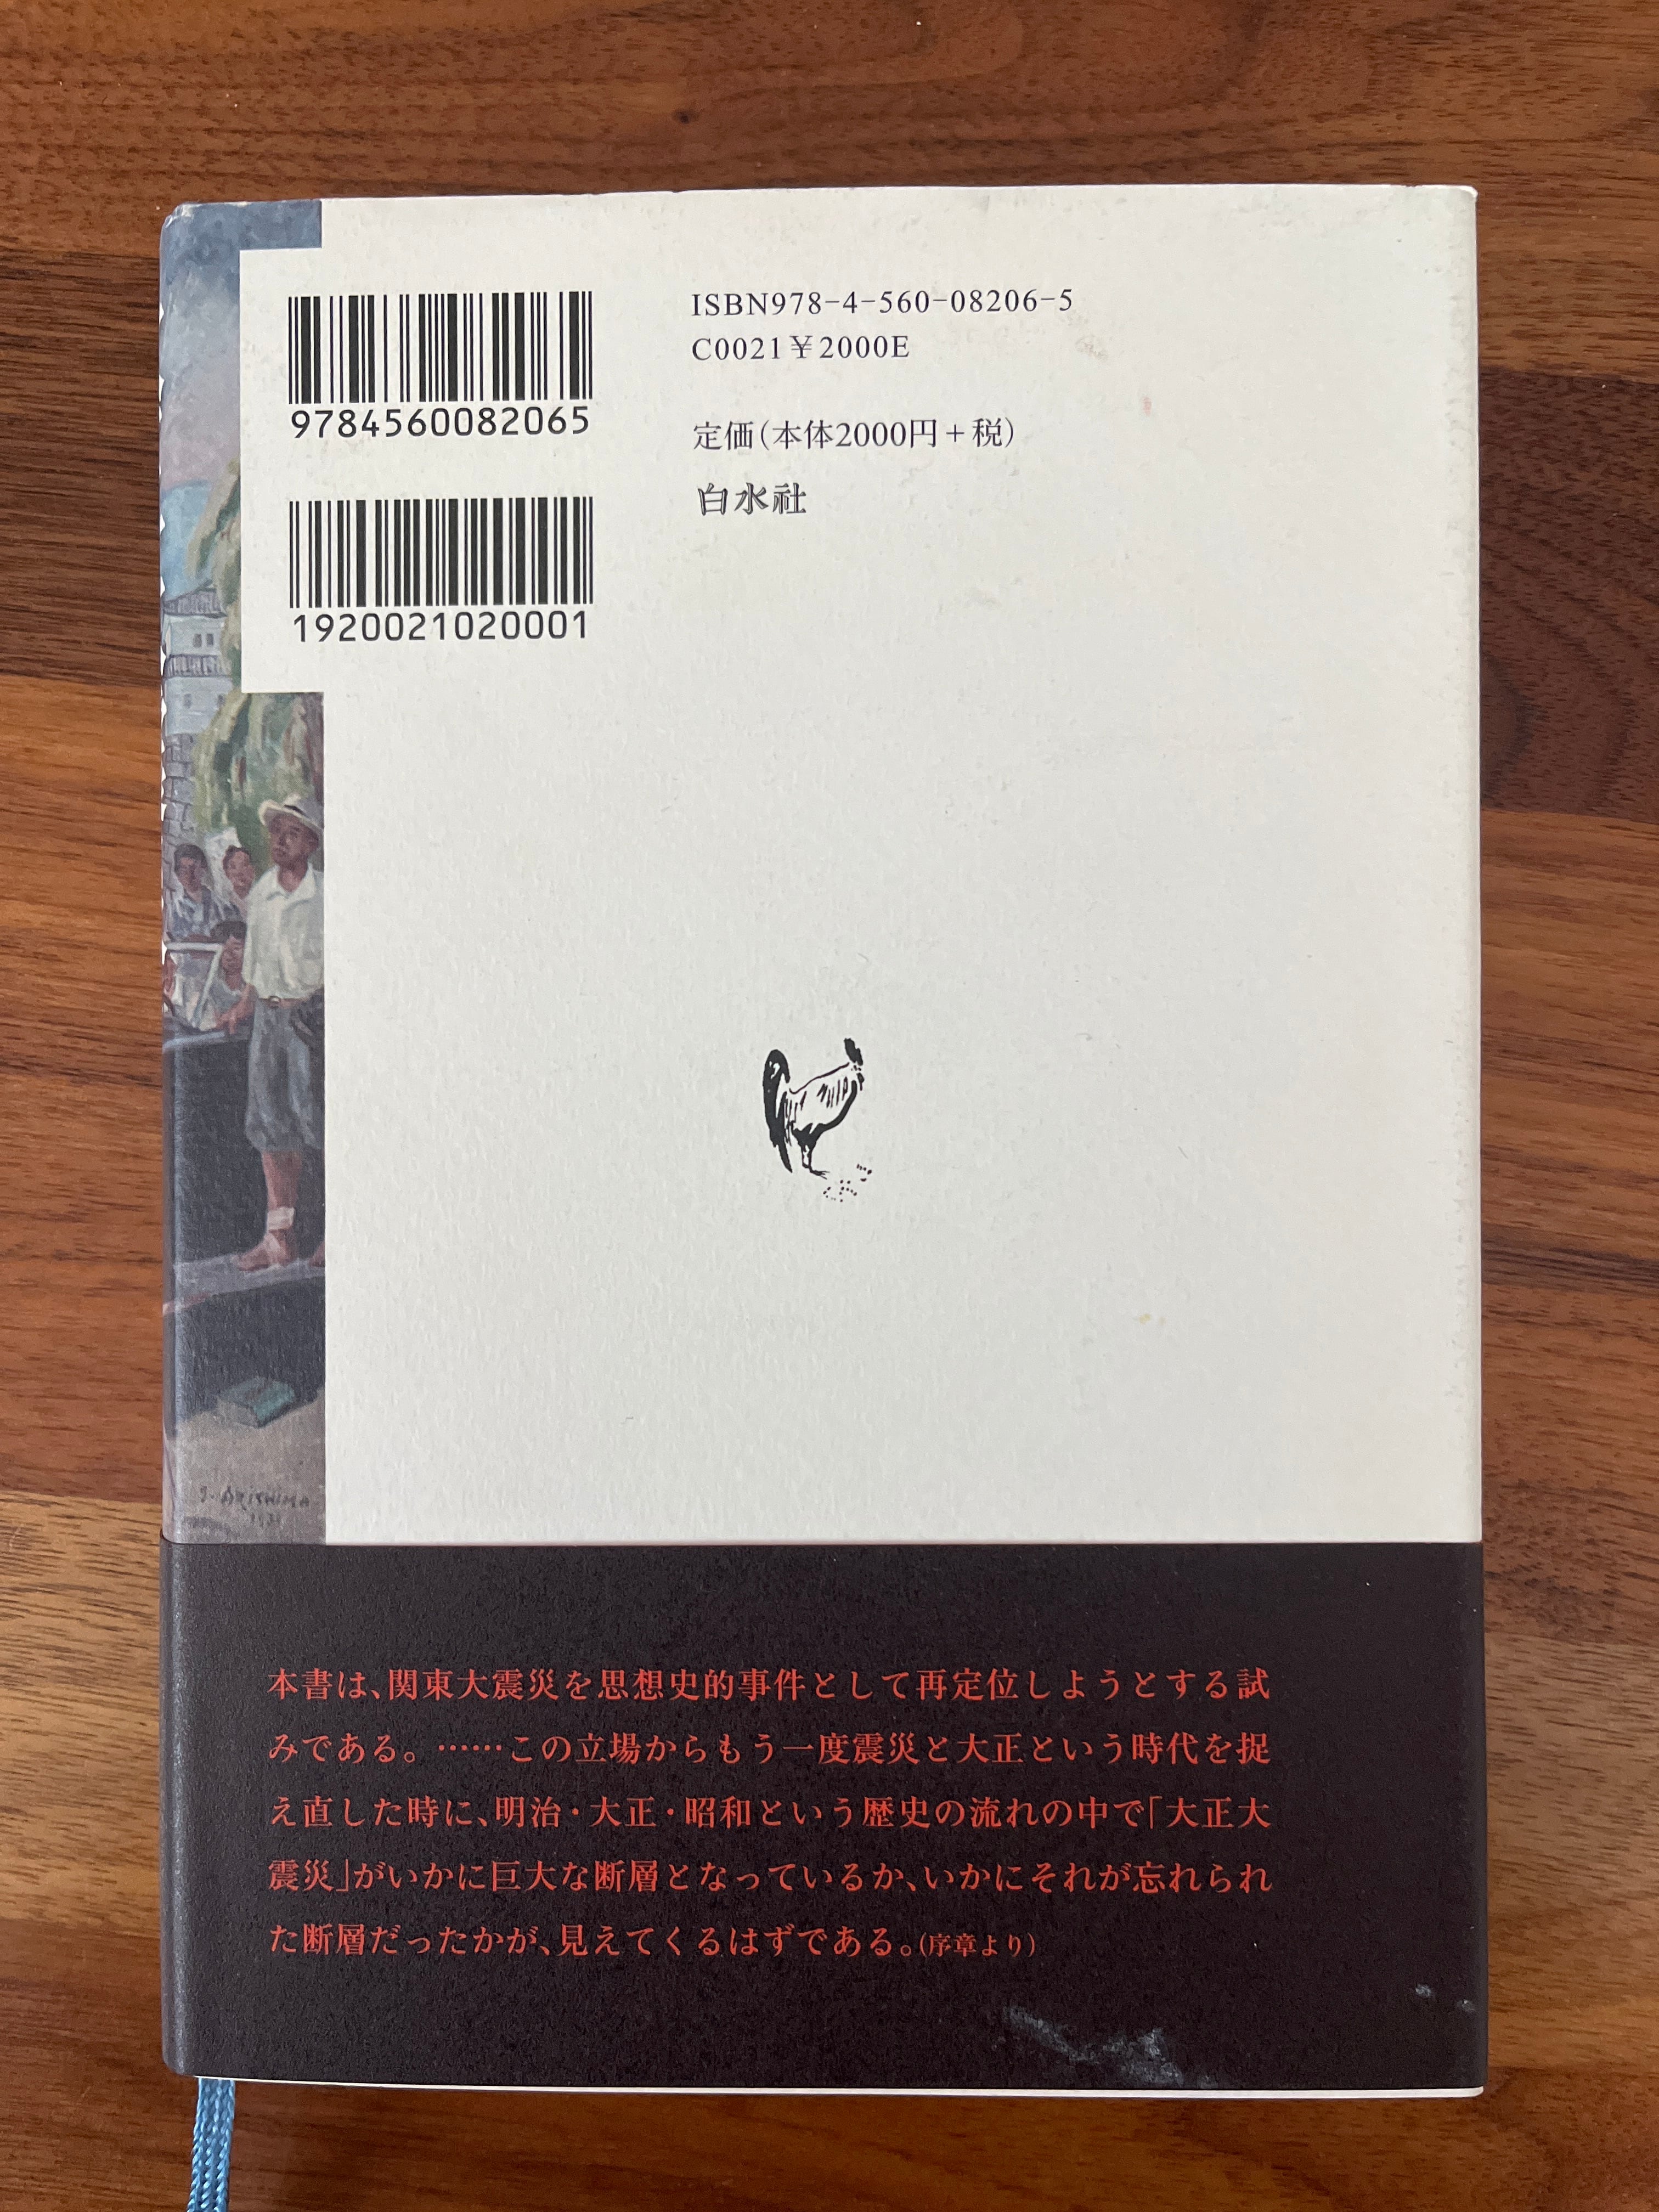 9784560082065
1920021020001
ISBN978-4-560-08206-5
C0021 ¥2000E
定価(本体2000円+税)
白水社
ARISHIMA
本書は、関東大震災を思想史的事件として再定位しようとする試
みである。……この立場からもう一度震災と大正という時代を捉
え直した時に、明治・大正・昭和という歴史の流れの中で「大正大
震災」がいかに巨大な断層となっているか、いかにそれが忘れられ
た断層だったかが、見えてくるはずである。(序章より)